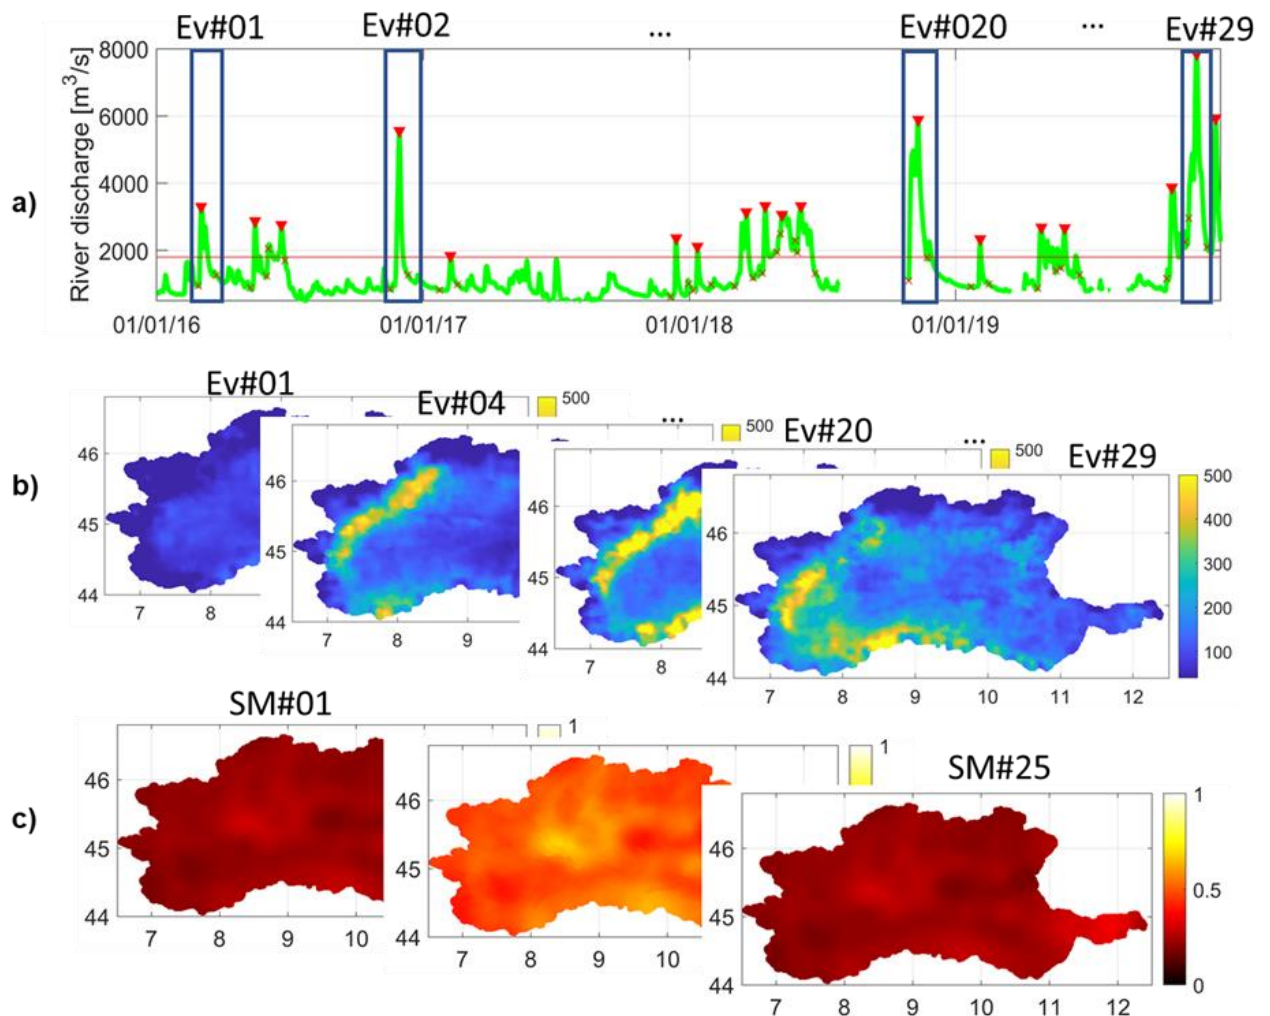 Ev#01 Ev#02 ... Ev#020 ... Ev#29
a)
River discharge [m³/s]
8000
6000
4000
2000
01/01/16 01/01/17 01/01/18 01/01/19
b)
Ev#01
500
46
45
44
7 8
Ev#04
...
500
46
45
44
7 8 9
Ev#20
...
500
46
45
44
7 8
Ev#29
500
400
300
200
100
46
45
44
7 8 9 10 11 12
c)
SM#01
1
46
45
44
7 8 9 10
1
46
45
44
7 8 9 10
SM#25
1
0.5
0
46
45
44
7 8 9 10 11 12